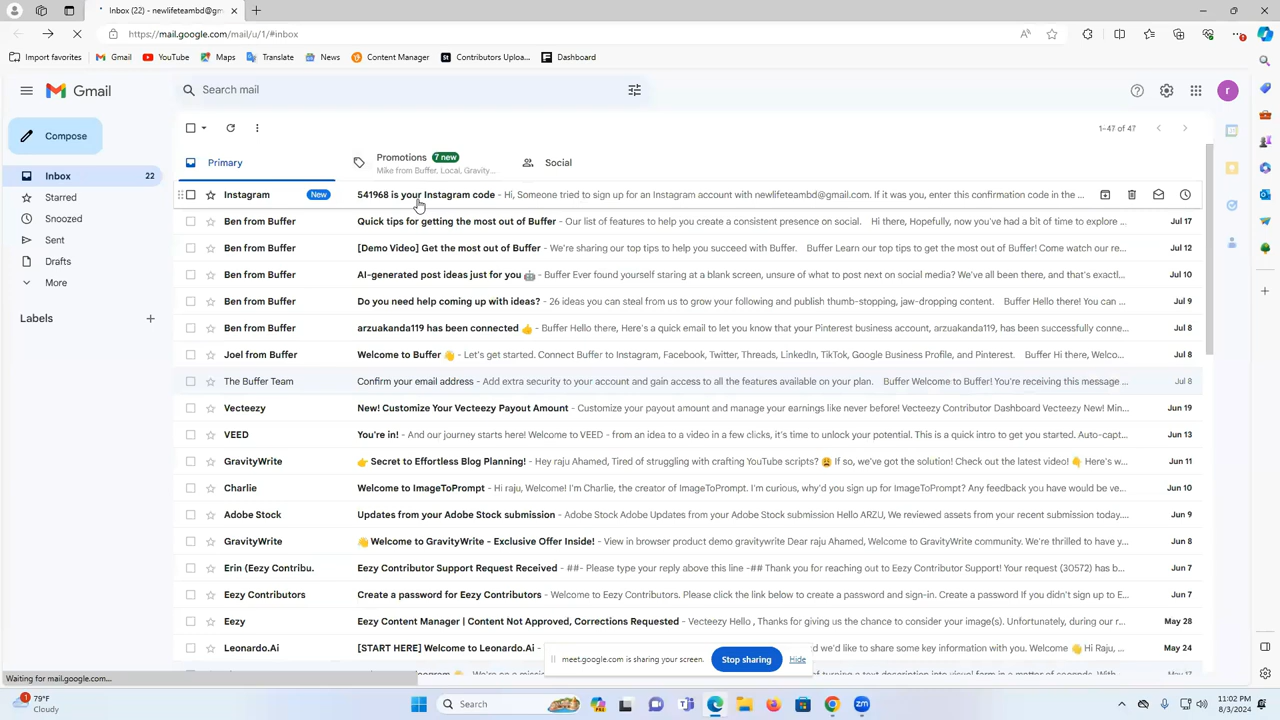 Inbox (22) - newlifeteambd@gm
https://mail.google.com/mail/u/1/#inbox
Import favorites Gmail YouTube Maps Translate News Content Manager Contributors Uploa... Dashboard
Gmail
Search mail
Compose
1-47 of 47
Inbox 22
Starred
Snoozed
Sent
Drafts
More
Labels
Primary
Promotions 7 new
Mike from Buffer, Local, Gravity...
Social
Instagram New 541968 is your Instagram code - Hi, Someone tried to sign up for an Instagram account with newlifeteambd@gmail.com. If it was you, enter this confirmation code in the ...
Ben from Buffer Quick tips for getting the most out of Buffer - Our list of features to help you create a consistent presence on social. Hi there, Hopefully, now you've had a bit of time to explore ... Jul 17
Ben from Buffer [Demo Video] Get the most out of Buffer - We're sharing our top tips to help you succeed with Buffer. Buffer Learn our top tips to get the most out of Buffer! Come watch our re... Jul 12
Ben from Buffer AI-generated post ideas just for you 🤖 - Buffer Ever found yourself staring at a blank screen, unsure of what to post next on social media? We've all been there, and that's exactl... Jul 10
Ben from Buffer Do you need help coming up with ideas? - 26 ideas you can steal from us to grow your following and publish thumb-stopping, jaw-dropping content. Buffer Hello there! You can ... Jul 9
Ben from Buffer arzuakanda119 has been connected 👍 - Buffer Hello there, Here's a quick email to let you know that your Pinterest business account, arzuakanda119, has been successfully conne... Jul 8
Joel from Buffer Welcome to Buffer 👋 - Let's get started. Connect Buffer to Instagram, Facebook, Twitter, Threads, LinkedIn, TikTok, Google Business Profile, and Pinterest. Buffer Hi there, Welco... Jul 8
The Buffer Team Confirm your email address - Add extra security to your account and gain access to all the features available on your plan. Buffer Welcome to Buffer! You're receiving this message ... Jul 8
Vecteezy New! Customize Your Vecteezy Payout Amount - Customize your payout amount and manage your earnings like never before! Vecteezy Contributor Dashboard Vecteezy New! Min... Jun 19
VEED You're in! - And our journey starts here! Welcome to VEED - from an idea to a video in a few clicks, it's time to unlock your potential. This is a quick intro to get you started. Auto-capt... Jun 13
GravityWrite 👉 Secret to Effortless Blog Planning! - Hey raju Ahamed, Tired of struggling with crafting YouTube scripts? 😩 If so, we've got the solution! Check out the latest video! 👇 Here's w... Jun 11
Charlie Welcome to ImageToPrompt - Hi raju, Welcome! I'm Charlie, the creator of ImageToPrompt. I'm curious, why'd you sign up for ImageToPrompt? Any feedback you have would be ve... Jun 10
Adobe Stock Updates from your Adobe Stock submission - Adobe Stock Adobe Updates from your Adobe Stock submission Hello ARZU, We reviewed assets from your recent submission today.... Jun 9
GravityWrite 👋 Welcome to GravityWrite - Exclusive Offer Inside! - View in browser product demo gravitywrite Dear raju Ahamed, Welcome to GravityWrite community. We're thrilled to have y... Jun 8
Erin (Eezy Contribu. Eezy Contributor Support Request Received - ##- Please type your reply above this line -## Thank you for reaching out to Eezy Contributor Support! Your request (30572) has b... Jun 7
Eezy Contributors Create a password for Eezy Contributors - Welcome to Eezy Contributors. Please click the link below to create a password and sign-in. Create a password If you didn't sign up to E... Jun 7
Eezy Eezy Content Manager | Content Not Approved, Corrections Requested - Vecteezy Hello , Thanks for giving us the chance to consider your image(s). Unfortunately, during our r... May 28
Leonardo.Ai [START HERE] Welcome to Leonardo.Ai - d we'd like to share some key information with you. Welcome 👋 Hi Raju, ... May 24
meet.google.com is sharing your screen. Stop sharing Hide
Waiting for mail.google.com...
1
79°F
Cloudy
Search
zm
11:02 PM
8/3/2024